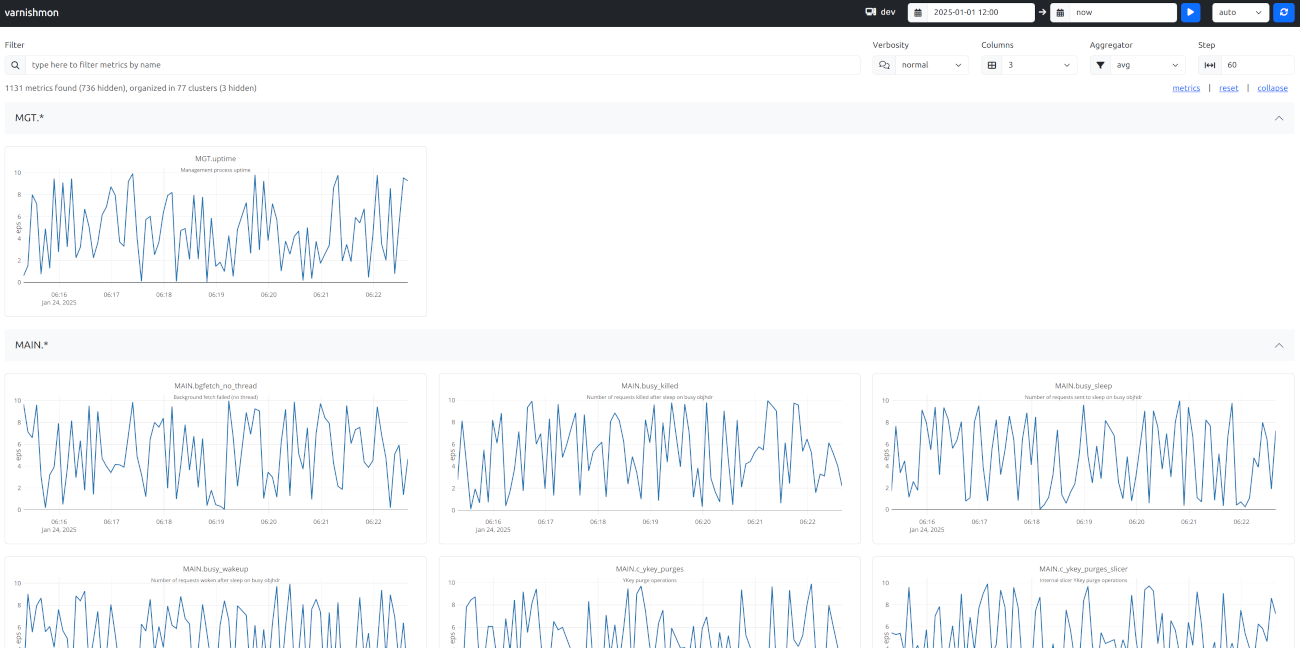 varnishmon
dev
2025-01-01 12:00
now
auto
Filter
Verbosity
Columns
Aggregator
Step
type here to filter metrics by name
normal
3
avg
60
1131 metrics found (736 hidden), organized in 77 clusters (3 hidden)
metrics | reset | collapse
MGT.*
MGT.uptime
Management process uptime
10
8
6
4
2
0
eps
06:16 06:17 06:18 06:19 06:20 06:21 06:22
Jan 24, 2025
MAIN.*
MAIN.bgfetch_no_thread
Background fetch failed (no thread)
10
8
6
4
2
0
eps
06:16 06:17 06:18 06:19 06:20 06:21 06:22
Jan 24, 2025
MAIN.busy_killed
Number of requests killed after sleep on busy objhdr
10
8
6
4
2
0
eps
06:16 06:17 06:18 06:19 06:20 06:21 06:22
Jan 24, 2025
MAIN.busy_sleep
Number of requests sent to sleep on busy objhdr
10
8
6
4
2
0
eps
06:16 06:17 06:18 06:19 06:20 06:21 06:22
Jan 24, 2025
MAIN.busy_wakeup
Number of requests woken after sleep on busy objhdr
10
8
6
eps
MAIN.c_ykey_purges
YKey purge operations
10
8
6
eps
MAIN.c_ykey_purges_slicer
Internal slicer YKey purge operations
10
8
6
eps